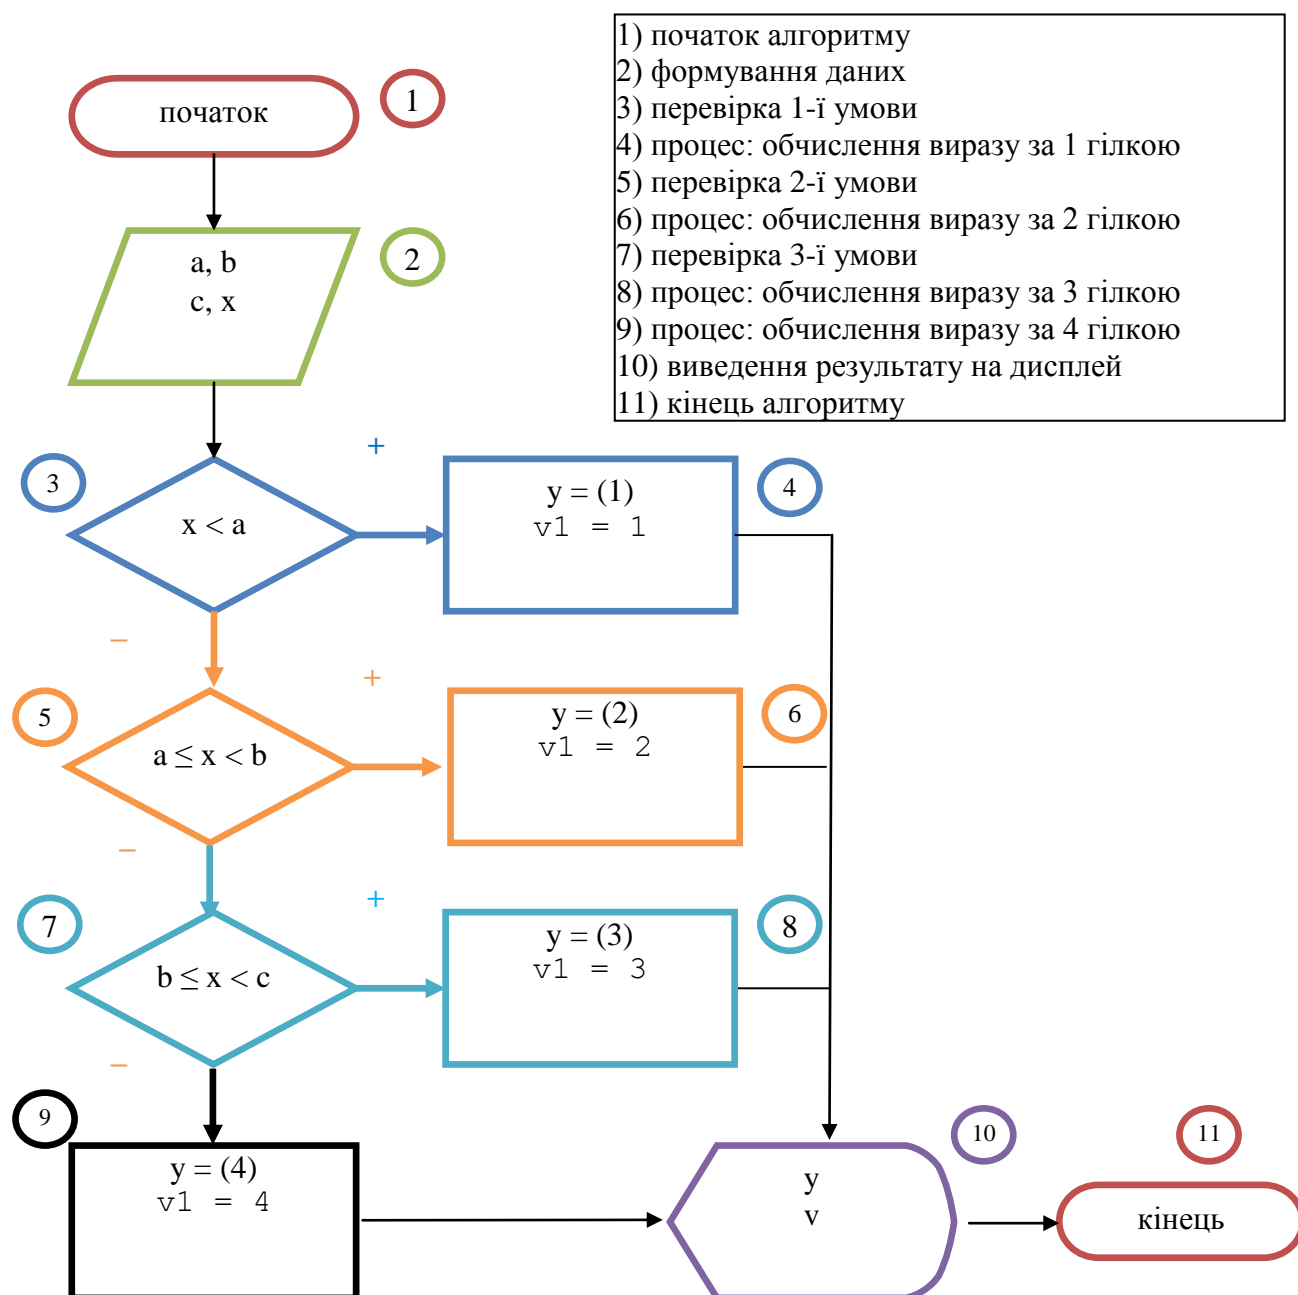 1) початок алгоритму
2) формування даних
3) перевірка 1-ї умови
4) процес: обчислення виразу за 1 гілкою
5) перевірка 2-ї умови
6) процес: обчислення виразу за 2 гілкою
7) перевірка 3-ї умови
8) процес: обчислення виразу за 3 гілкою
9) процес: обчислення виразу за 4 гілкою
10) виведення результату на дисплей
11) кінець алгоритму
початок
1
a, b
c, x
2
3
x < a
+
y = (1)
v1 = 1
4
–
5
a ≤ x < b
+
y = (2)
v1 = 2
6
–
7
b ≤ x < c
+
y = (3)
v1 = 3
8
–
9
y = (4)
v1 = 4
y
v
10
11
кінець